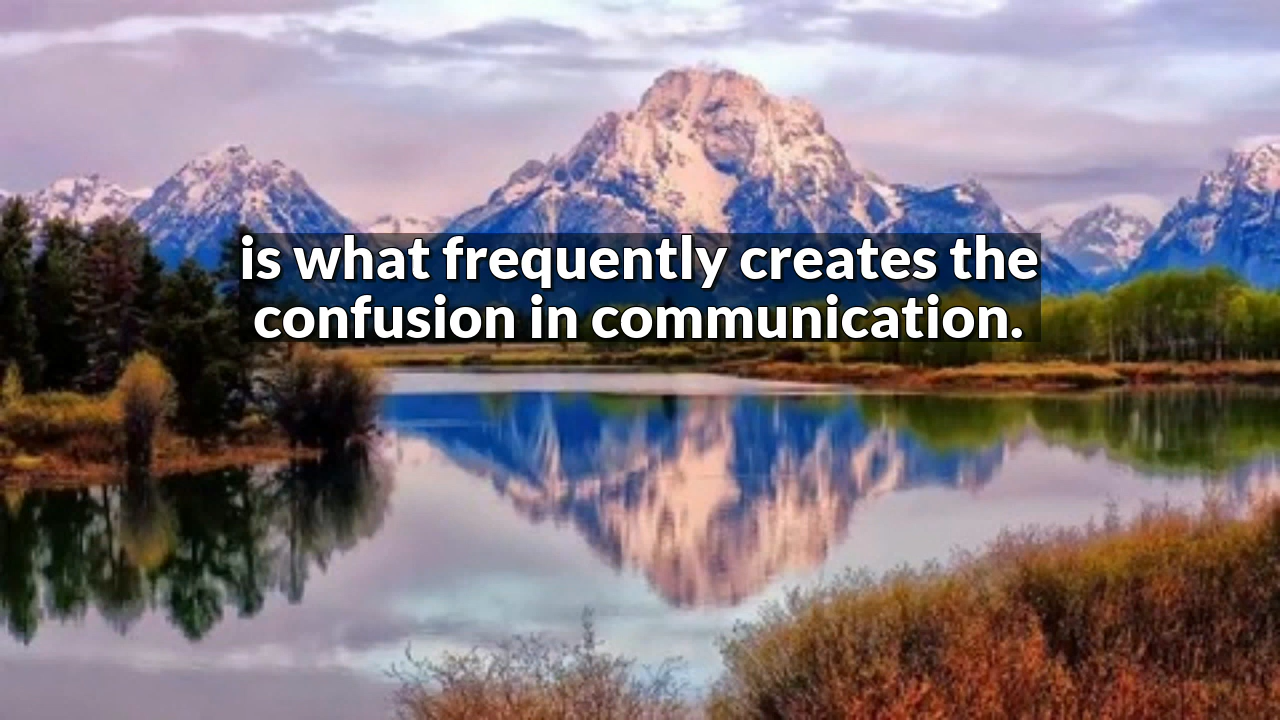 is what frequently creates the
confusion in communication.